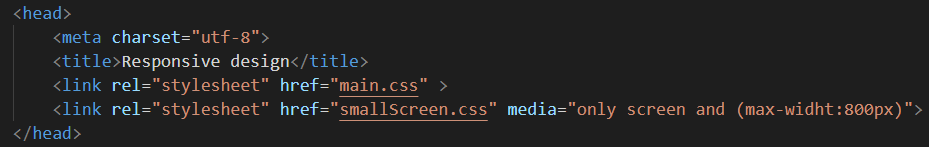 <head>
<meta charset="utf-8">
<title>Responsive design</title>
<link rel="stylesheet" href="main.css" >
<link rel="stylesheet" href="smallScreen.css" media="only screen and (max-widht:800px)">
</head>